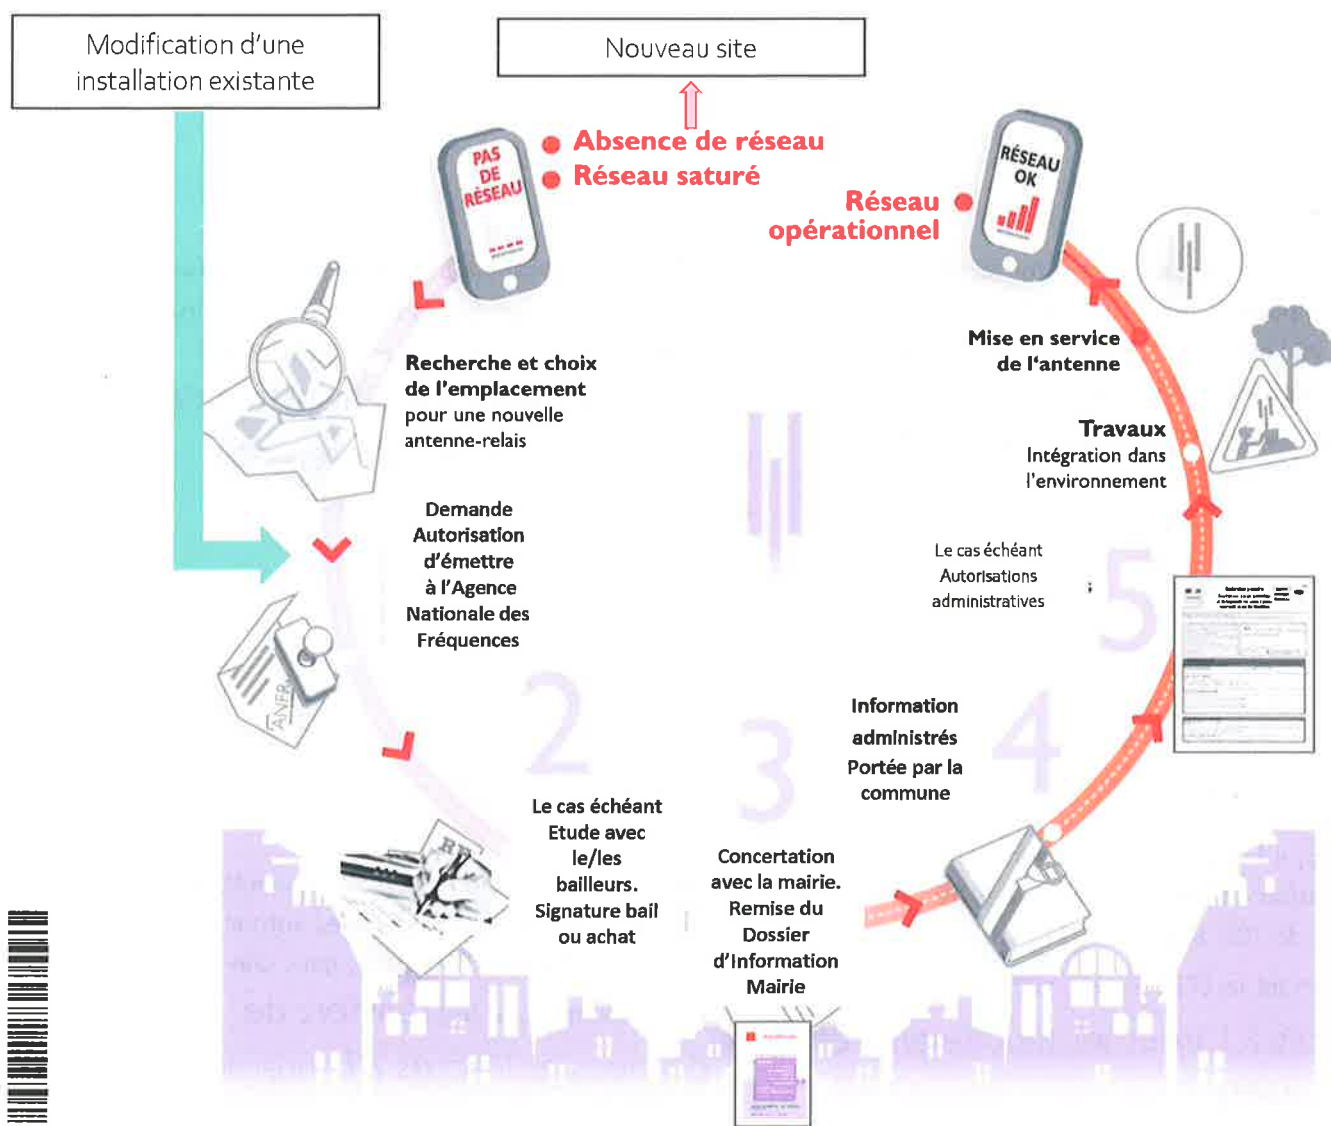 Modification d'une
installation existante
Nouveau site
Absence de réseau
Réseau saturé
PAS
DE
RÉSEAU
RÉSEAU
OK
Réseau
opérationnel
Recherche et choix
de l'emplacement
pour une nouvelle
antenne-relais
Mise en service
de l'antenne
Travaux
Intégration dans
l'environnement
Demande
Autorisation
d'émettre
à l'Agence
Nationale des
Fréquences
ANFR
Le cas échéant
Autorisations
administratives
;
5
2
3
4
Information
administrés
Portée par la
commune
Le cas échéant
Etude avec
le/les
bailleurs.
Signature bail
ou achat
Concertation
avec la mairie.
Remise du
Dossier
d'Information
Mairie